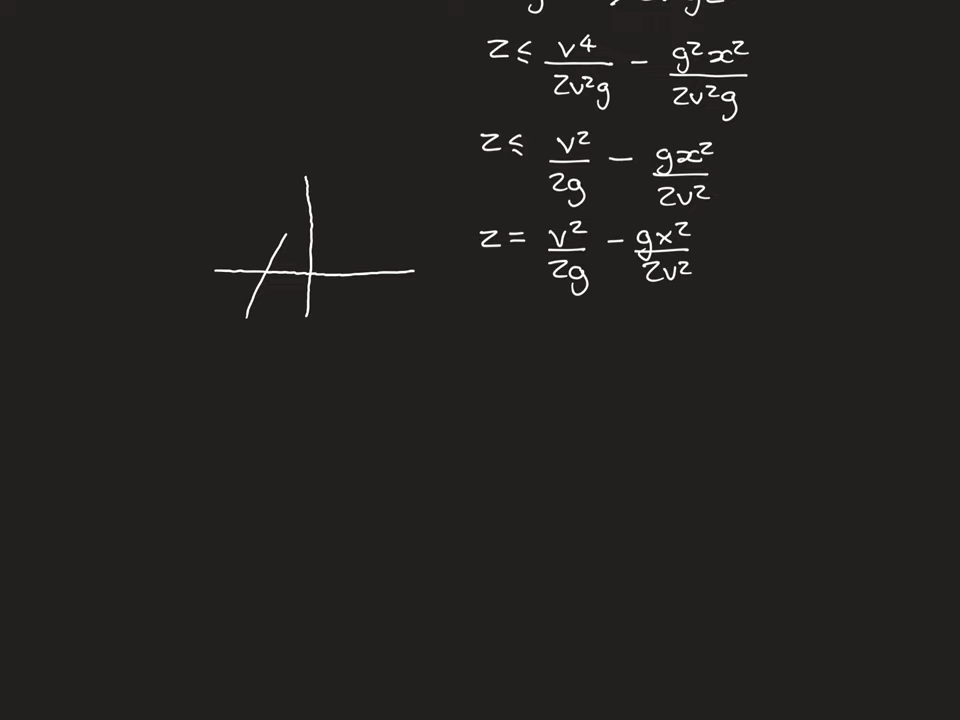 z ≤ v⁴/2v²g − g²x²/2v²g
z ≤ v²/2g − gx²/2v²
z = v²/2g − gx²/2v²